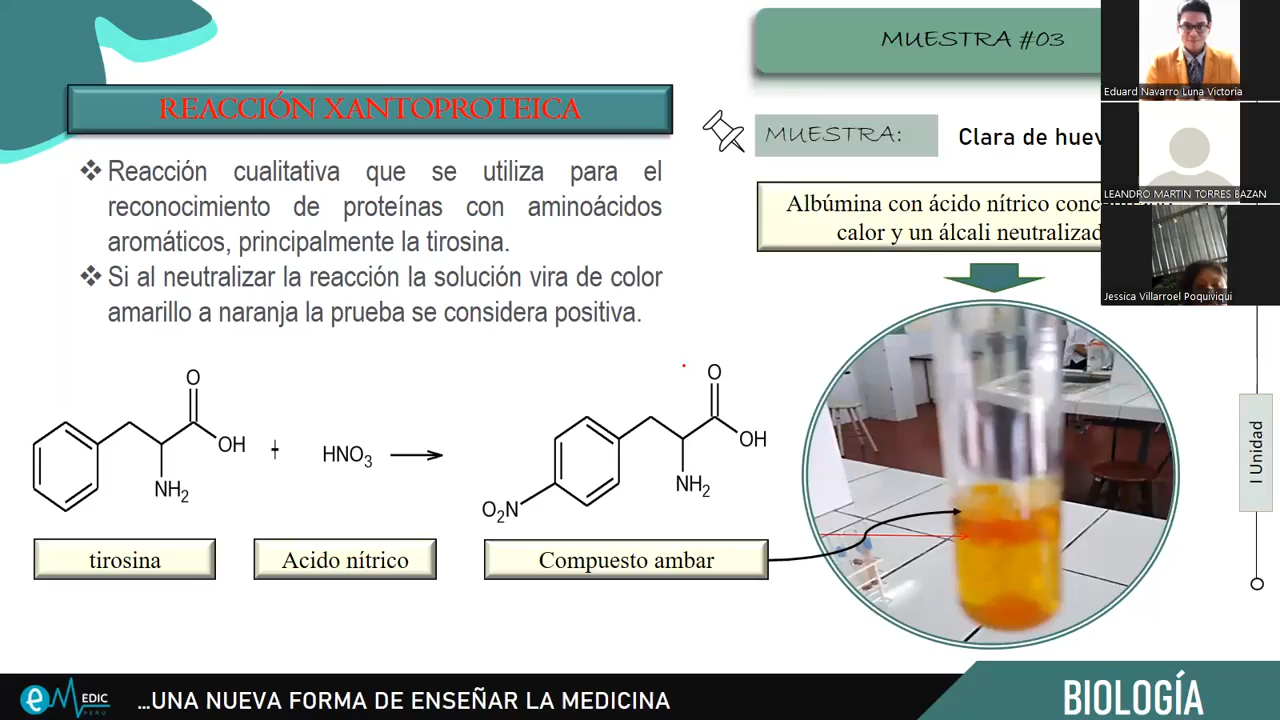 MUESTRA #03
Eduard Navarro Luna Victoria
REACCIÓN XANTOPROTEICA
MUESTRA:
Clara de huev
LEANDRO MARTIN TORRES BAZAN
Reacción cualitativa que se utiliza para el
reconocimiento de proteínas con aminoácidos
aromáticos, principalmente la tirosina.
Si al neutralizar la reacción la solución vira de color
amarillo a naranja la prueba se considera positiva.
Albúmina con ácido nítrico conc
calor y un álcali neutralizad
Jessica Villarroel Poquiviqui
O
OH
NH2
+
HNO3
O
OH
NH2
O2N
tirosina
Acido nítrico
Compuesto ambar
I Unidad
eMEDIC
PERÚ
...UNA NUEVA FORMA DE ENSEÑAR LA MEDICINA
BIOLOGÍA